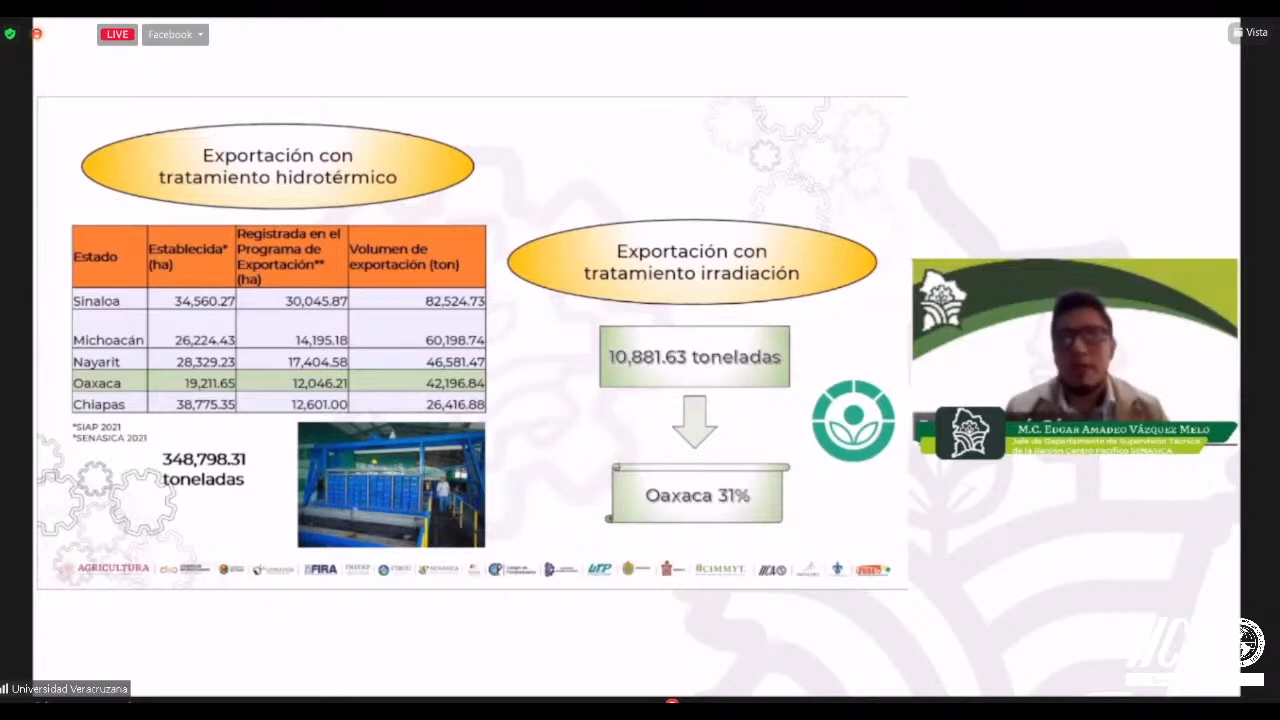 LIVE
Facebook
Vista
Exportación con
tratamiento hidrotérmico
Estado
Establecida*
(ha)
Registrada en el
Programa de
Exportación**
(ha)
Volumen de
exportación (ton)
Sinaloa 34,560.27 30,045.87 82,524.73
Michoacán 26,224.43 14,195.18 60,198.74
Nayarit 28,329.23 17,404.58 46,581.47
Oaxaca 19,211.65 12,046.21 42,196.84
Chiapas 38,775.35 12,601.00 26,416.88
*SIAP 2021
*SENASICA 2021
348,798.31
toneladas
Exportación con
tratamiento irradiación
10,881.63 toneladas
Oaxaca 31%
M.C. Edgar Amadeo Vázquez Melo
Jefe de Departamento de Supervisión Técnica
de la Región Centro Pacífico SENASICA
AGRICULTURA
FIRA
SENASICA
UTP
CIMMYT
IICA
Universidad Veracruzana